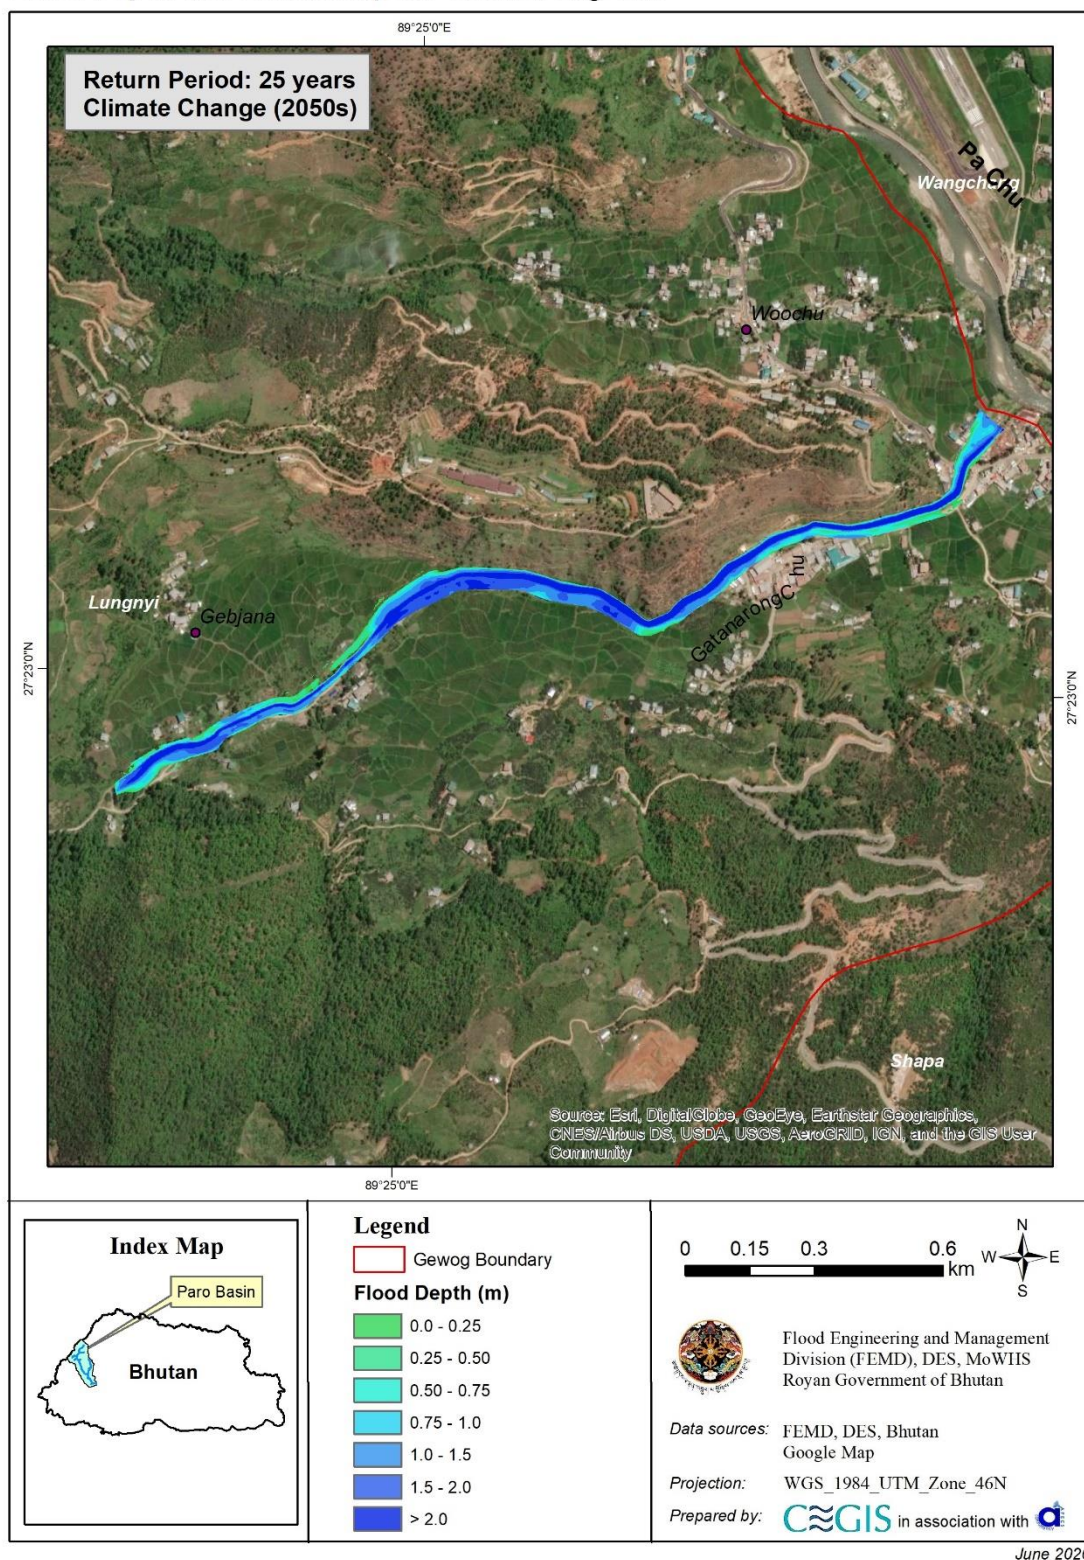 89°25'0"E
Return Period: 25 years
Climate Change (2050s)
Pa Chu
Wangchang
Woochu
Lungnyi
Gebjana
GatanarongChu
27°23'0"N
27°23'0"N
Shapa
Source: Esri, DigitalGlobe, GeoEye, Earthstar Geographics,
CNES/Airbus DS, USDA, USGS, AeroGRID, IGN, and the GIS User
Community
89°25'0"E
Index Map
Paro Basin
Bhutan
Legend
Gewog Boundary
Flood Depth (m)
0.0 - 0.25
0.25 - 0.50
0.50 - 0.75
0.75 - 1.0
1.0 - 1.5
1.5 - 2.0
> 2.0
0 0.15 0.3 0.6
km
N
W E
S
Flood Engineering and Management
Division (FEMD), DES, MoWHS
Royan Government of Bhutan
Data sources: FEMD, DES, Bhutan
Google Map
Projection: WGS_1984_UTM_Zone_46N
Prepared by: CEGIS in association with
June 2020